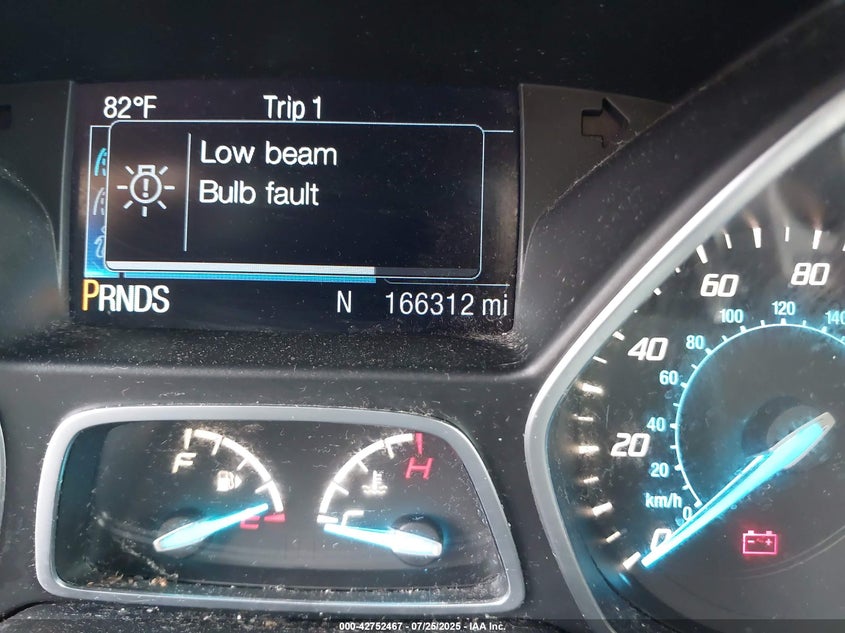 82°F Trip 1
Low beam
Bulb fault
PRNDS N 166312 mi
F E
C H
0 20 40 60 80
0 20 40 60 80 100 120 140
km/h
- +
000-42752467 - 07/25/2025 - IAA Inc.